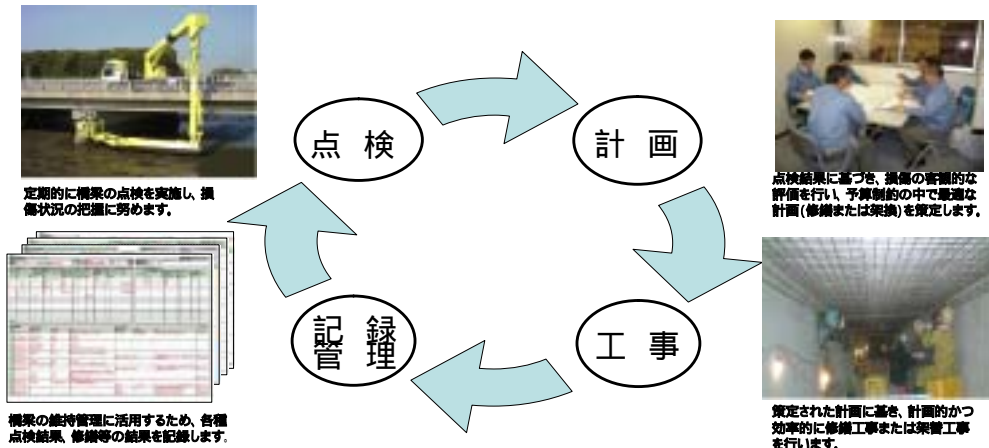 点 検
計 画
定期的に橋梁の点検を実施し、損
傷状況の把握に努めます。
点検結果に基づき、損傷の客観的な
評価を行い、予算制約の中で最適な
計画(修繕または架換)を策定します。
記 録
管 理
工 事
橋梁の維持管理に活用するため、各種
点検結果、修繕等の結果を記録します。
策定された計画に基き、計画的かつ
効率的に修繕工事または架替工事
を行います。